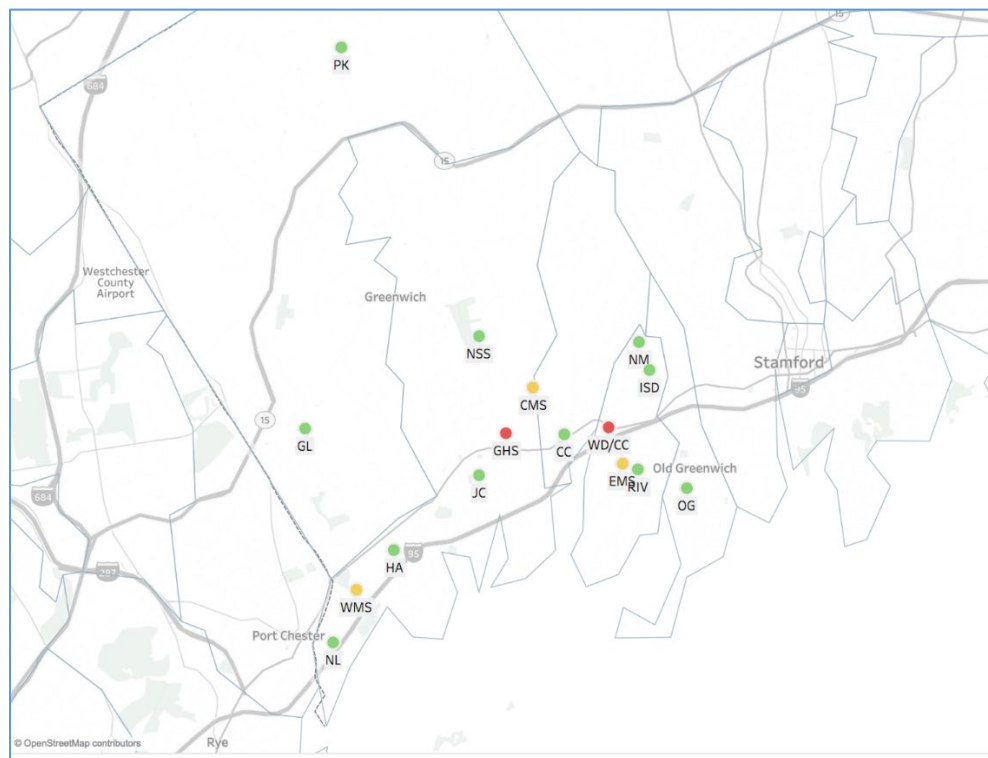 15
PK
684
15
Westchester
County
Airport
Greenwich
NSS
NM
Stamford
ISD
95
CMS
15
GL
GHS
CC
WD/CC
Old Greenwich
EMS
RIV
JC
OG
684
95
HA
287
WMS
Port Chester
NL
Rye
© OpenStreetMap contributors